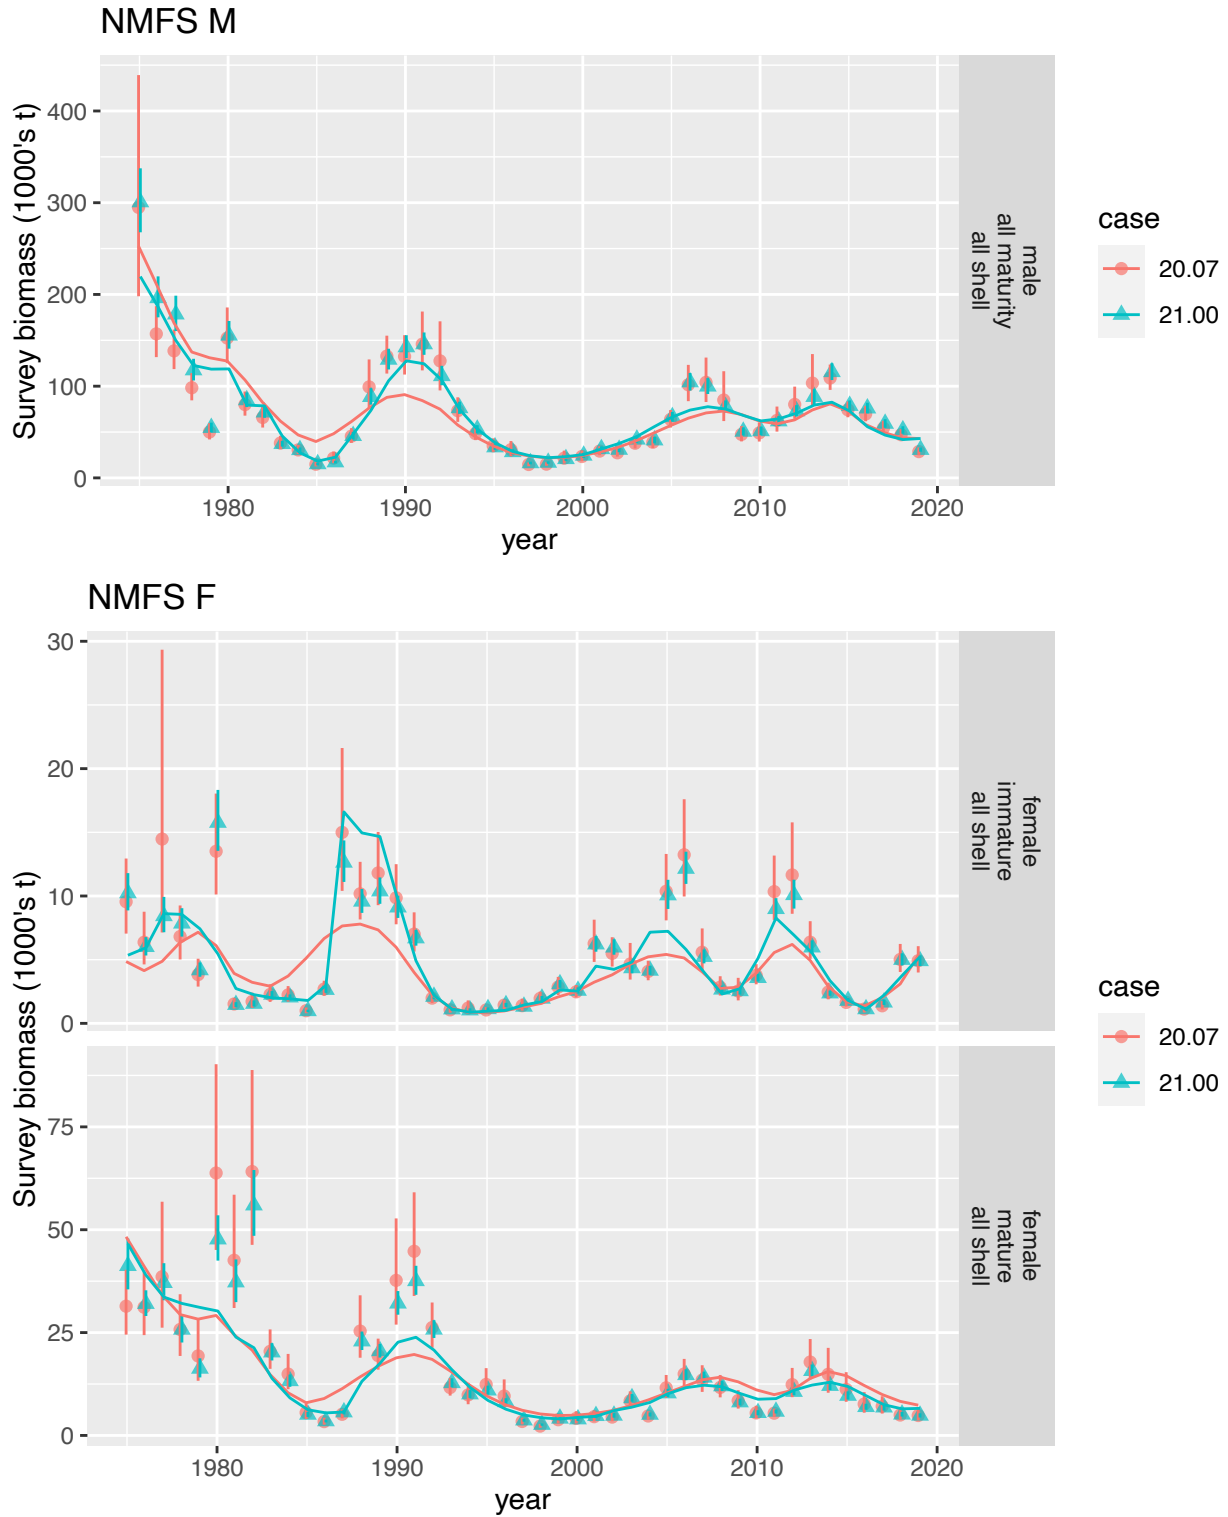 NMFS M
Survey biomass (1000's t)
400
300
200
100
0
1980
1990
2000
2010
2020
year
male
all maturity
all shell
case
20.07
21.00
NMFS F
Survey biomass (1000's t)
30
20
10
0
female
immature
all shell
75
50
25
0
female
mature
all shell
1980
1990
2000
2010
2020
year
case
20.07
21.00